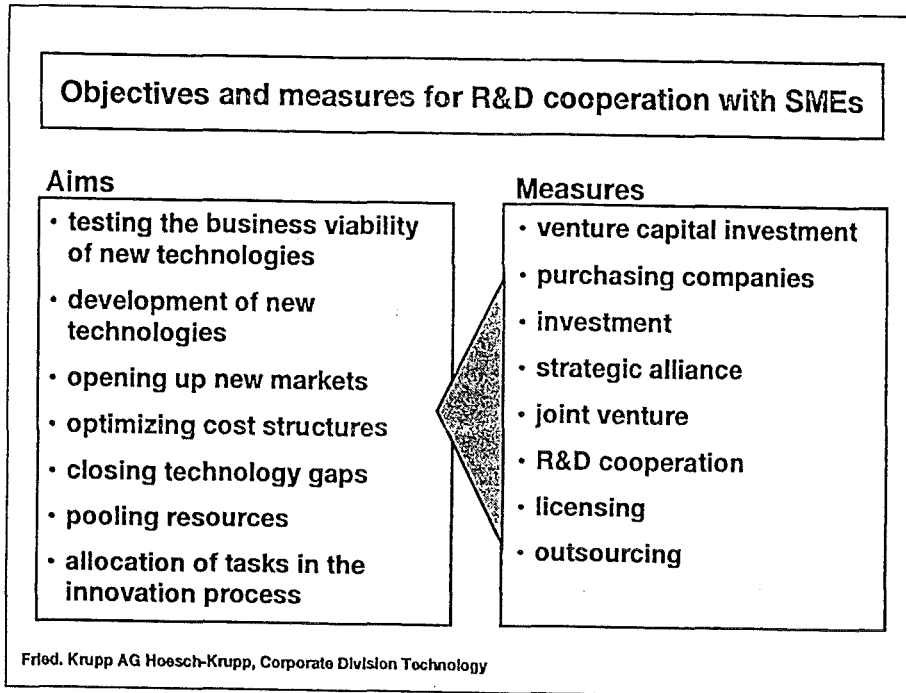 Objectives and measures for R&D cooperation with SMEs
Aims
• testing the business viability
of new technologies
• development of new
technologies
• opening up new markets
• optimizing cost structures
• closing technology gaps
• pooling resources
• allocation of tasks in the
innovation process
Measures
• venture capital investment
• purchasing companies
• investment
• strategic alliance
• joint venture
• R&D cooperation
• licensing
• outsourcing
Fried. Krupp AG Hoesch-Krupp, Corporate Division Technology